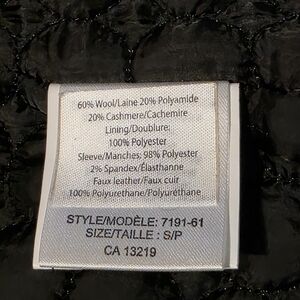 60% Wool/Laine 20% Polyamide
20% Cashmere/Cachemire
Lining/Doublure:
100% Polyester
Sleeve/Manches: 98% Polyester
2% Spandex/Élasthanne
Faux leather/Faux cuir
100% Polyurethane/Polyuréthane
STYLE/MODÈLE: 7191-61
SIZE/TAILLE : S/P
CA 13219